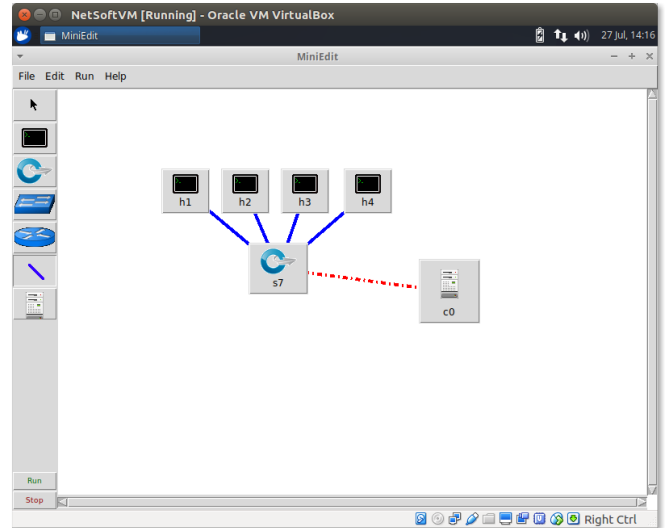 NetSoftVM [Running] - Oracle VM VirtualBox
MiniEdit
27 Jul, 14:16
MiniEdit
File Edit Run Help
h1 h2 h3 h4
s7
c0
Run
Stop
Right Ctrl